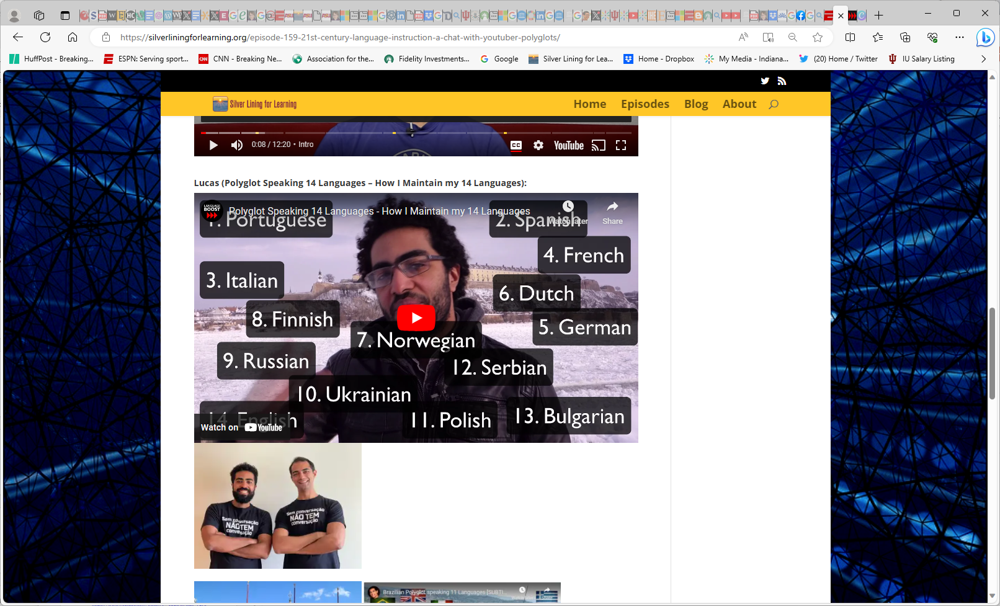 https://silverliningforlearning.org/episode-159-21st-century-language-instruction-a-chat-with-youtuber-polyglots/
HuffPost - Breaking...
ESPN: Serving sport...
CNN - Breaking Ne...
Association for the...
Fidelity Investments...
Google
Silver Lining for Lea...
Home - Dropbox
My Media - Indiana...
(20) Home / Twitter
IU Salary Listing
Silver Lining for Learning
Home Episodes Blog About
0:08 / 12:20 • Intro
CC
YouTube
Lucas (Polyglot Speaking 14 Languages – How I Maintain my 14 Languages):
LANGUAGE
BOOST
Polyglot Speaking 14 Languages - How I Maintain my 14 Languages
Watch later
Share
1. Portuguese
2. Spanish
4. French
3. Italian
6. Dutch
8. Finnish
5. German
7. Norwegian
9. Russian
12. Serbian
10. Ukrainian
13. Bulgarian
14. English
11. Polish
Watch on YouTube
Sem conversação
NÃO TEM
conversação
Sem conversação
NÃO TEM
conversação
Brazilian Polyglot speaking 11 Languages [SUBTI